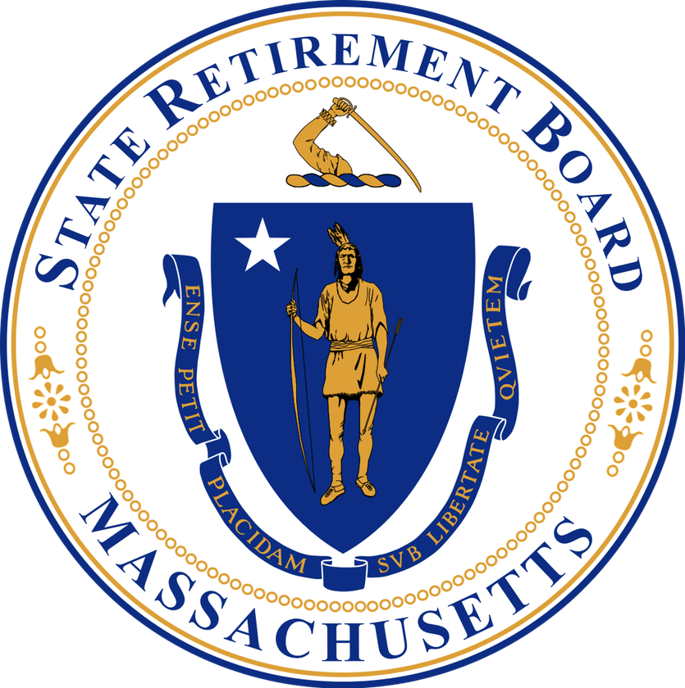 STATE RETIREMENT BOARD
ENSE PETIT PLACIDAM SVB LIBERTATE QVIETEM
MASSACHUSETTS